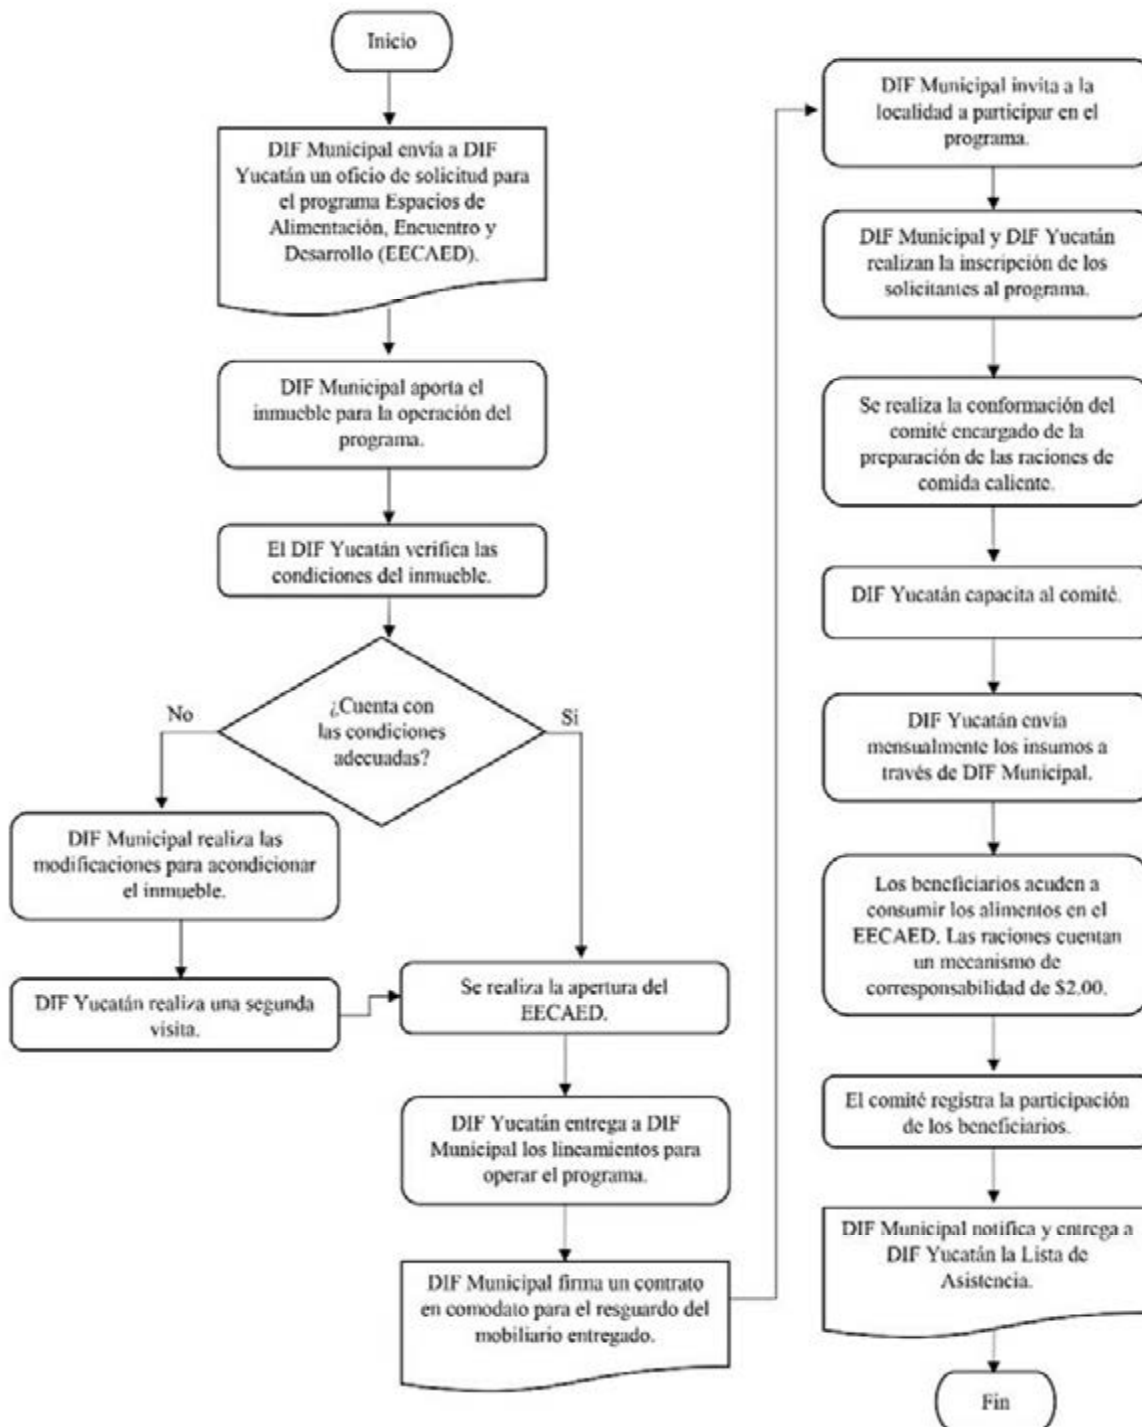 Inicio
DIF Municipal envía a DIF
Yucatán un oficio de solicitud para
el programa Espacios de
Alimentación, Encuentro y
Desarrollo (EECAED).
DIF Municipal aporta el
inmueble para la operación del
programa.
El DIF Yucatán verifica las
condiciones del inmueble.
¿Cuenta con
las condiciones
adecuadas?
No
Si
DIF Municipal realiza las
modificaciones para acondicionar
el inmueble.
DIF Yucatán realiza una segunda
visita.
Se realiza la apertura del
EECAED.
DIF Yucatán entrega a DIF
Municipal los lineamientos para
operar el programa.
DIF Municipal firma un contrato
en comodato para el resguardo del
mobiliario entregado.
DIF Municipal invita a la
localidad a participar en el
programa.
DIF Municipal y DIF Yucatán
realizan la inscripción de los
solicitantes al programa.
Se realiza la conformación del
comité encargado de la
preparación de las raciones de
comida caliente.
DIF Yucatán capacita al comité.
DIF Yucatán envía
mensualmente los insumos a
través de DIF Municipal.
Los beneficiarios acuden a
consumir los alimentos en el
EECAED. Las raciones cuentan
un mecanismo de
corresponsabilidad de $2.00.
El comité registra la participación
de los beneficiarios.
DIF Municipal notifica y entrega a
DIF Yucatán la Lista de
Asistencia.
Fin